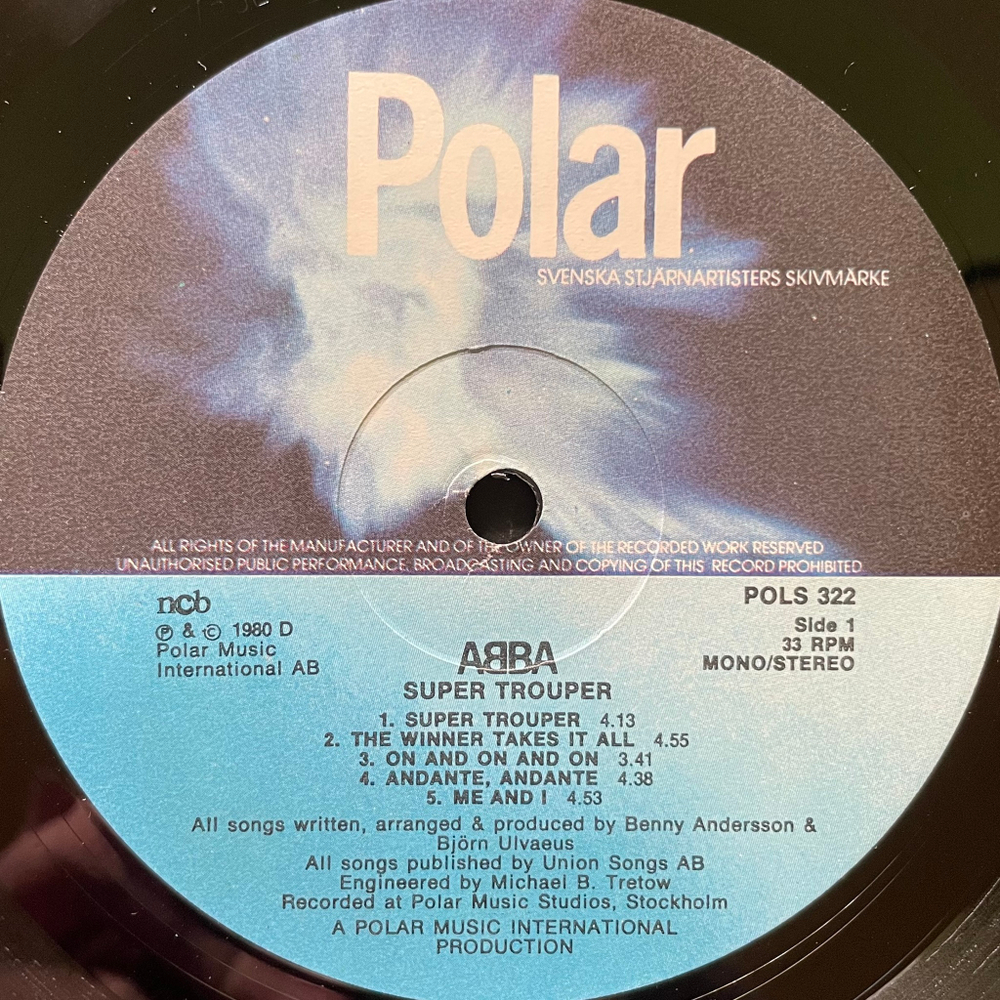 Polar
SVENSKA STJÄRNARTISTERS SKIVMÄRKE
ALL RIGHTS OF THE MANUFACTURER AND OF THE OWNER OF THE RECORDED WORK RESERVED
UNAUTHORISED PUBLIC PERFORMANCE, BROADCASTING AND COPYING OF THIS RECORD PROHIBITED
ncb
Ⓟ & © 1980 D
Polar Music
International AB
POLS 322
Side 1
33 RPM
MONO/STEREO
AᗺBA
SUPER TROUPER
1. SUPER TROUPER 4.13
2. THE WINNER TAKES IT ALL 4.55
3. ON AND ON AND ON 3.41
4. ANDANTE, ANDANTE 4.38
5. ME AND I 4.53
All songs written, arranged & produced by Benny Andersson &
Björn Ulvaeus
All songs published by Union Songs AB
Engineered by Michael B. Tretow
Recorded at Polar Music Studios, Stockholm
A POLAR MUSIC INTERNATIONAL
PRODUCTION